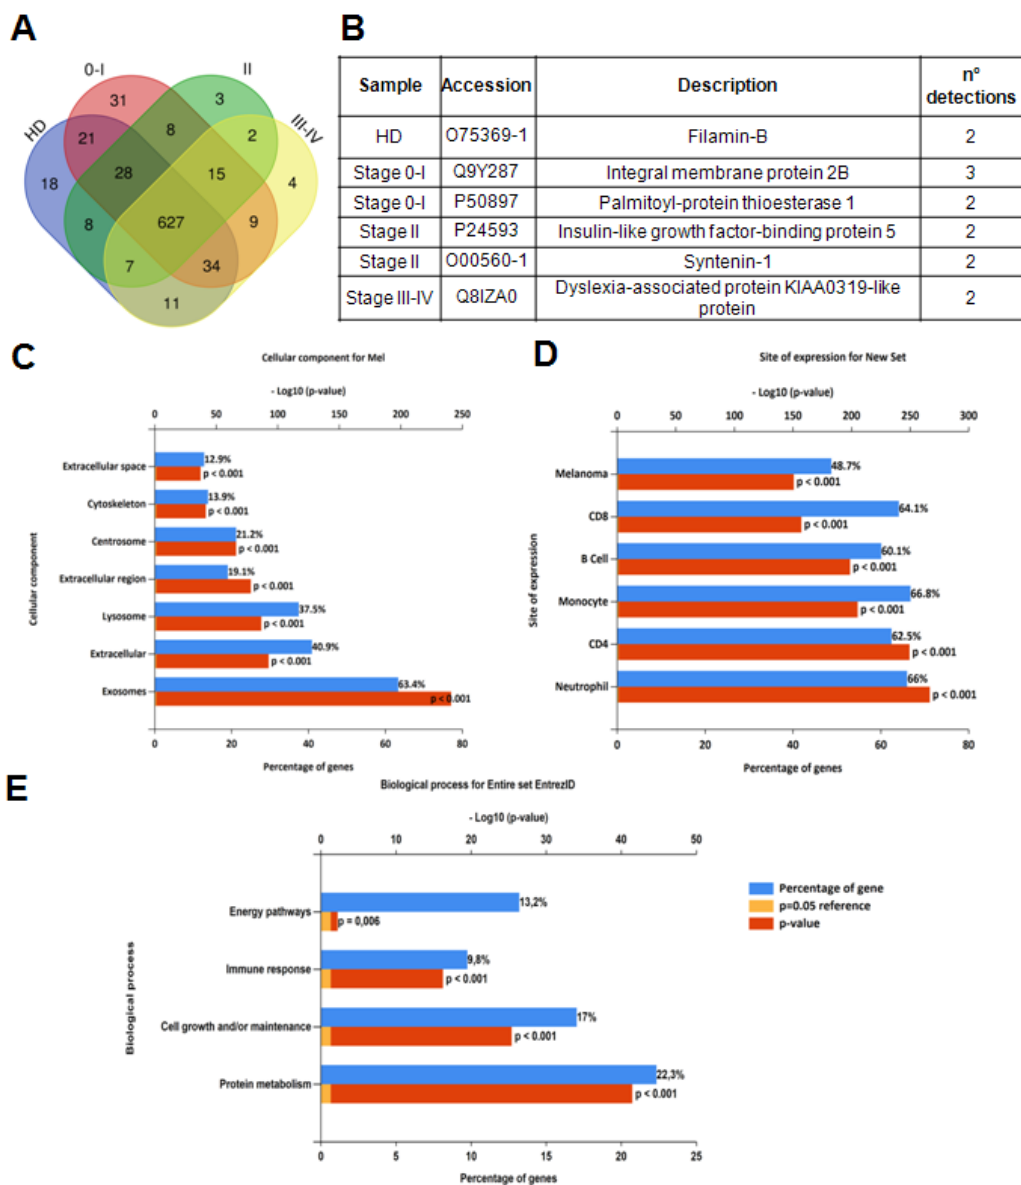 A
0-I
II
HD
III-IV
31
3
21
8
2
18
28
15
4
8
627
9
7
34
11
B
Sample Accession Description n° detections
HD O75369-1 Filamin-B 2
Stage 0-I Q9Y287 Integral membrane protein 2B 3
Stage 0-I P50897 Palmitoyl-protein thioesterase 1 2
Stage II P24593 Insulin-like growth factor-binding protein 5 2
Stage II O00560-1 Syntenin-1 2
Stage III-IV Q8IZA0 Dyslexia-associated protein KIAA0319-like protein 2
C
Cellular component for Mel
- Log10 (p-value)
0 50 100 150 200 250
Extracellular space 12.9%
p < 0.001
Cytoskeleton 13.9%
p < 0.001
Centrosome 21.2%
p < 0.001
Extracellular region 19.1%
p < 0.001
Lysosome 37.5%
p < 0.001
Extracellular 40.9%
p < 0.001
Exosomes 63.4%
p < 0.001
Cellular component
0 20 40 60 80
Percentage of genes
D
Site of expression for New Set
- Log10 (p-value)
0 50 100 150 200 250 300
Melanoma 48.7%
p < 0.001
CD8 64.1%
p < 0.001
B Cell 60.1%
p < 0.001
Monocyte 66.8%
p < 0.001
CD4 62.5%
p < 0.001
Neutrophil 66%
p < 0.001
Site of expression
0 20 40 60 80
Percentage of genes
E
Biological process for Entire set EntrezID
- Log10 (p-value)
0 10 20 30 40 50
Energy pathways 13,2%
p = 0,006
Immune response 9,8%
p < 0.001
Cell growth and/or maintenance 17%
p < 0.001
Protein metabolism 22,3%
p < 0.001
Biological process
0 5 10 15 20 25
Percentage of genes
Percentage of gene
p=0.05 reference
p-value